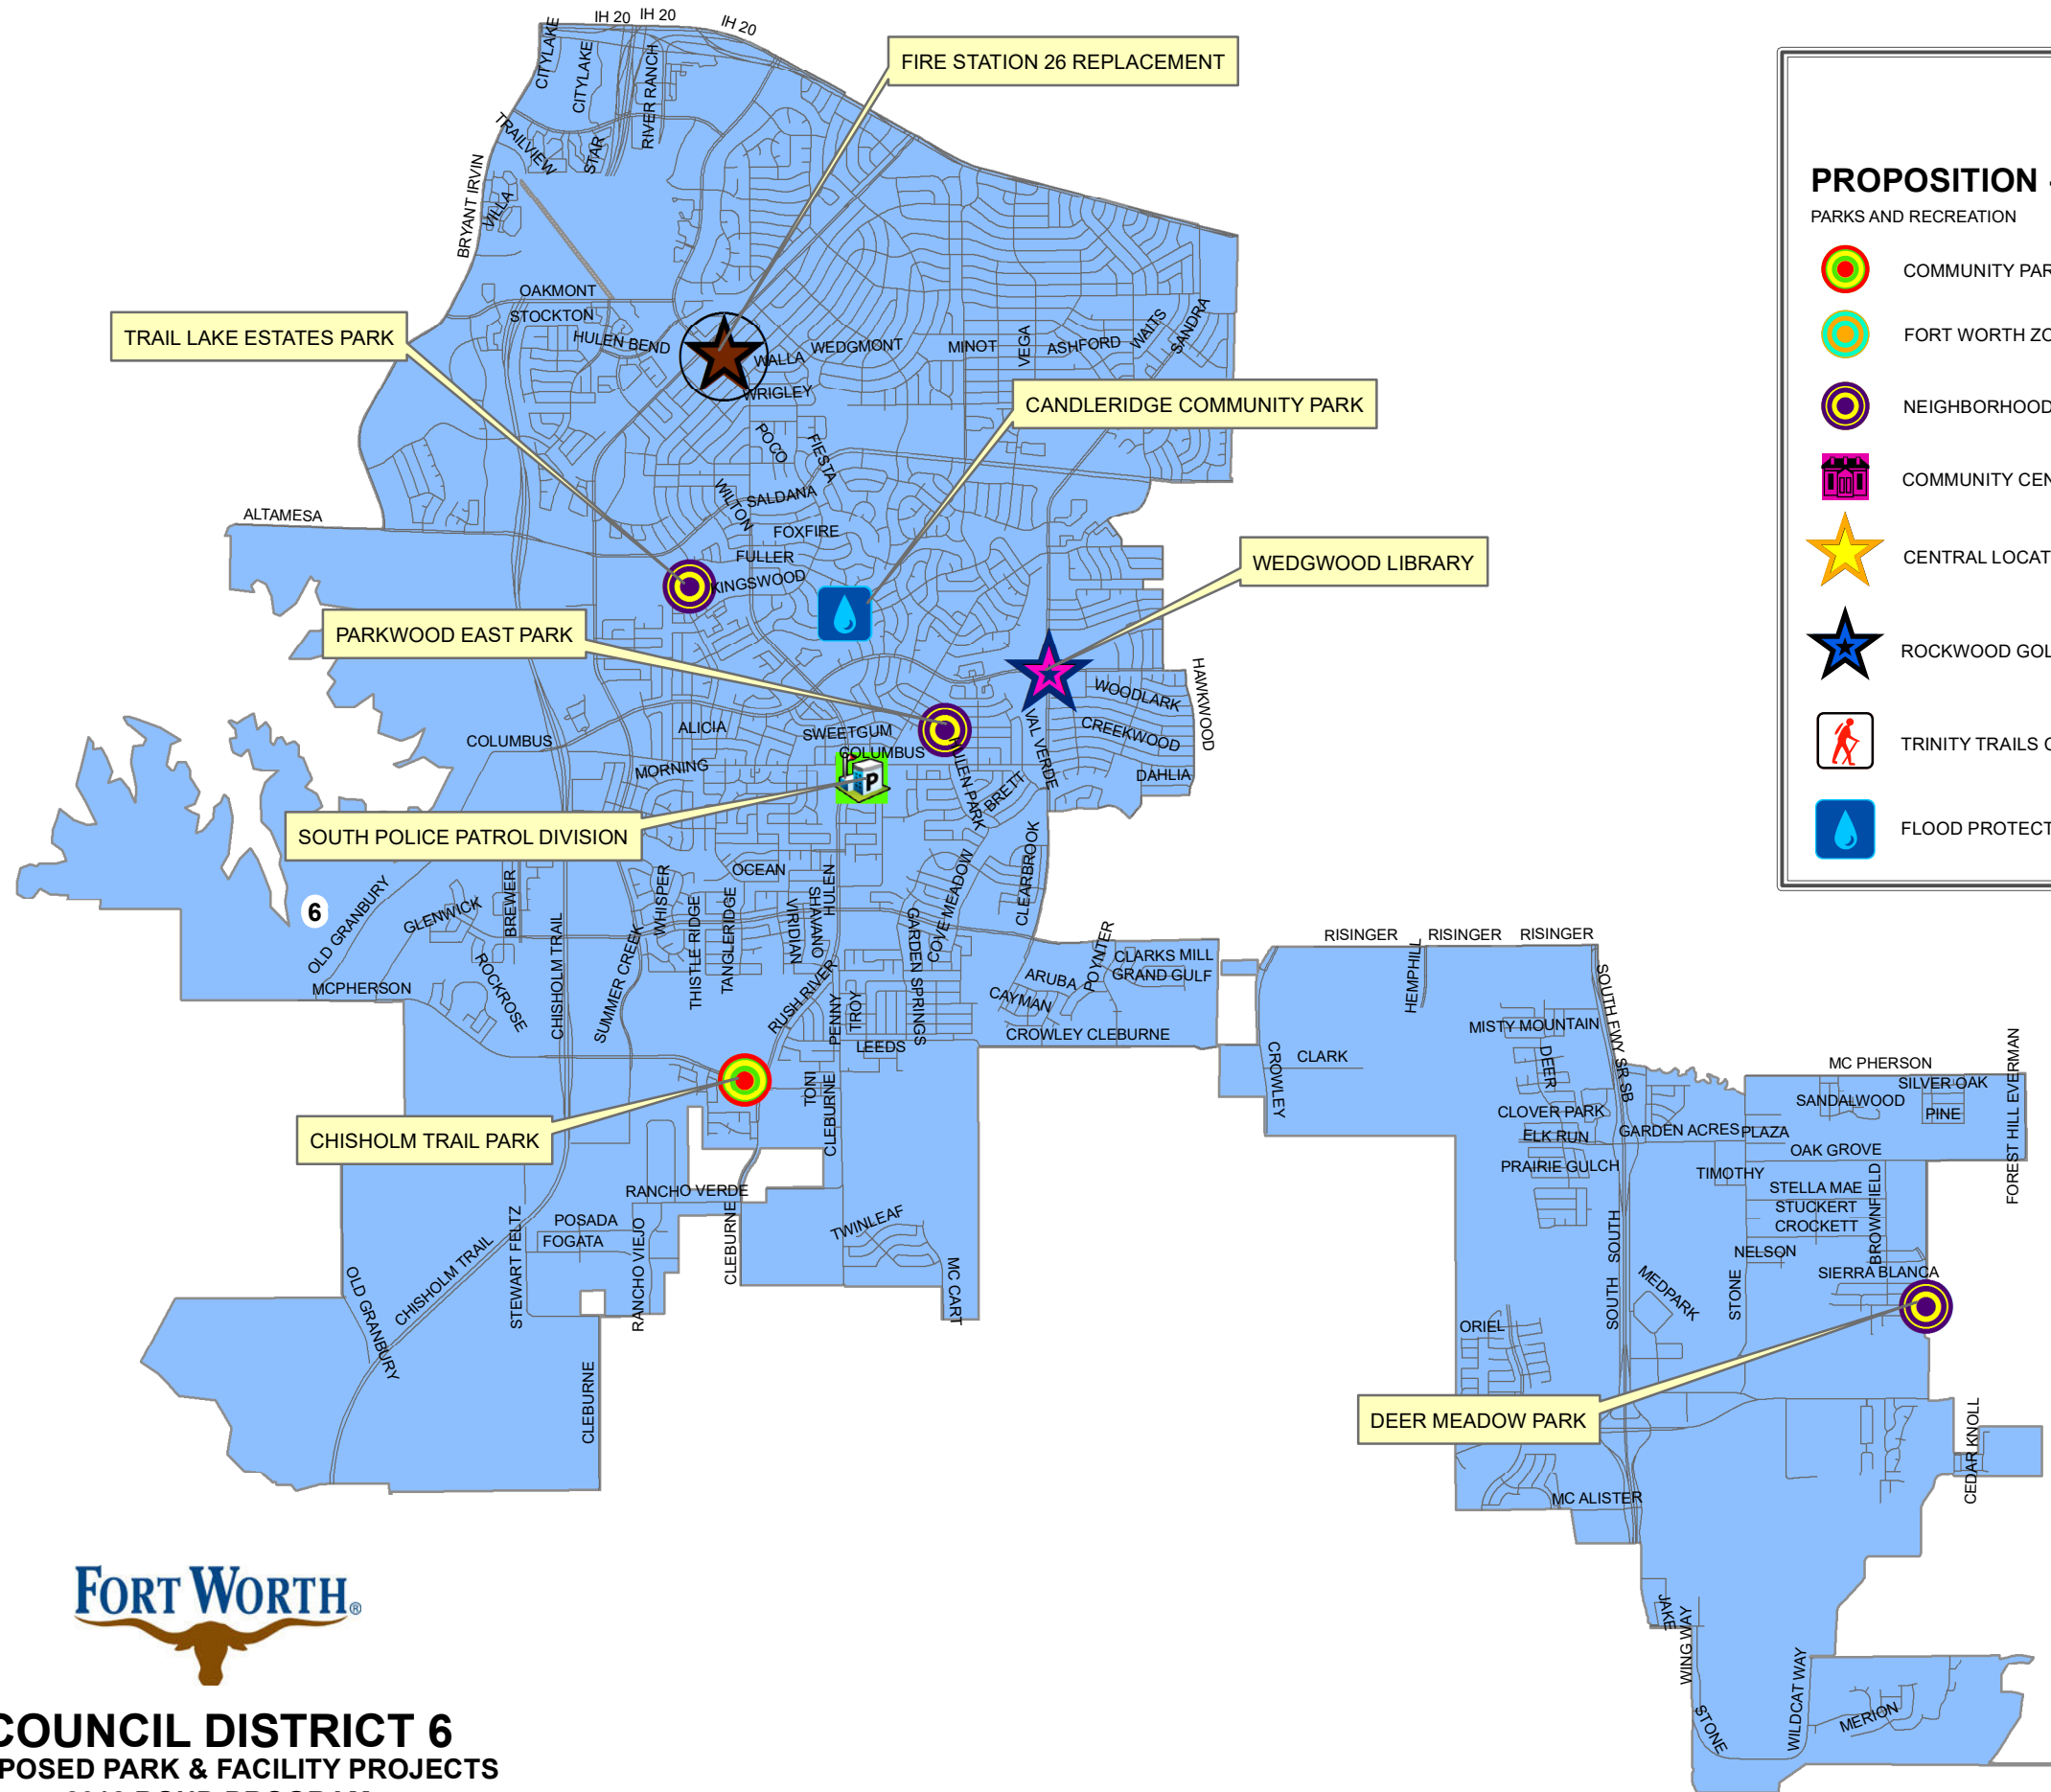 IH 20
IH 20
IH 20
CITYLAKE
CITYLAKE
RIVER RANCH
FIRE STATION 26 REPLACEMENT
TRAILVIEW
STAR
BRYANT IRVIN
VILLA
OAKMONT
STOCKTON
HULEN BEND
TRAIL LAKE ESTATES PARK
WALLA
WEDGMONT
MINOT
VEGA
ASHFORD
WAITS
SANDRA
WRIGLEY
CANDLERIDGE COMMUNITY PARK
POCO
FIESTA
WILTON
SALDANA
ALTAMESA
FOXFIRE
FULLER
KINGSWOOD
WEDGWOOD LIBRARY
PARKWOOD EAST PARK
WOODLARK
HAWKWOOD
CREEKWOOD
VAL VERDE
DAHLIA
ALICIA
SWEETGUM
COLUMBUS
COLUMBUS
MORNING
P
HULEN PARK
BRETT
SOUTH POLICE PATROL DIVISION
OCEAN
CLEARBROOK
COVE MEADOW
6
OLD GRANBURY
GLENWICK
BREWER
CHISHOLM TRAIL
WHISPER
SUMMER CREEK
THISTLE RIDGE
TANGLERIDGE
VIRIDIAN
SHAVANO
HULEN
GARDEN SPRINGS
MCPHERSON
ROCKROSE
RUSH RIVER
PENNY
TROY
LEEDS
ARUBA
POYNTER
CLARKS MILL
GRAND GULF
CAYMAN
CROWLEY CLEBURNE
RISINGER
RISINGER
RISINGER
HEMPHILL
CROWLEY
CLARK
SOUTH FWY SR SB
MISTY MOUNTAIN
DEER
CLOVER PARK
ELK RUN
PRAIRIE GULCH
GARDEN ACRES
PLAZA
MC PHERSON
SILVER OAK
SANDALWOOD
PINE
FOREST HILL EVERMAN
OAK GROVE
TIMOTHY
STELLA MAE
STUCKERT
CROCKETT
BROWNFIELD
NELSON
SIERRA BLANCA
SOUTH
SOUTH
MEDPARK
STONE
ORIEL
DEER MEADOW PARK
CEDAR KNOLL
MC ALISTER
JAKE
WING WAY
STONE
WILDCAT WAY
MERION
CHISHOLM TRAIL PARK
TONI
CLEBURNE
RANCHO VERDE
POSADA
FOGATA
STEWART FELTZ
RANCHO VIEJO
CLEBURNE
TWINLEAF
MC CART
OLD GRANBURY
CHISHOLM TRAIL
CLEBURNE
PROPOSITION
PARKS AND RECREATION
COMMUNITY PAR
FORT WORTH ZO
NEIGHBORHOOD
COMMUNITY CEN
CENTRAL LOCAT
ROCKWOOD GOL
TRINITY TRAILS
FLOOD PROTECT
FORT WORTH®
COUNCIL DISTRICT 6
POSED PARK & FACILITY PROJECTS